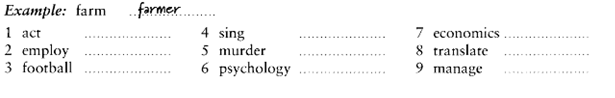 Example: farm ..farmer..........
1 act ...................... 4 sing ...................... 7 economics ......................
2 employ ...................... 5 murder ...................... 8 translate ......................
3 football ...................... 6 psychology ...................... 9 manage ......................